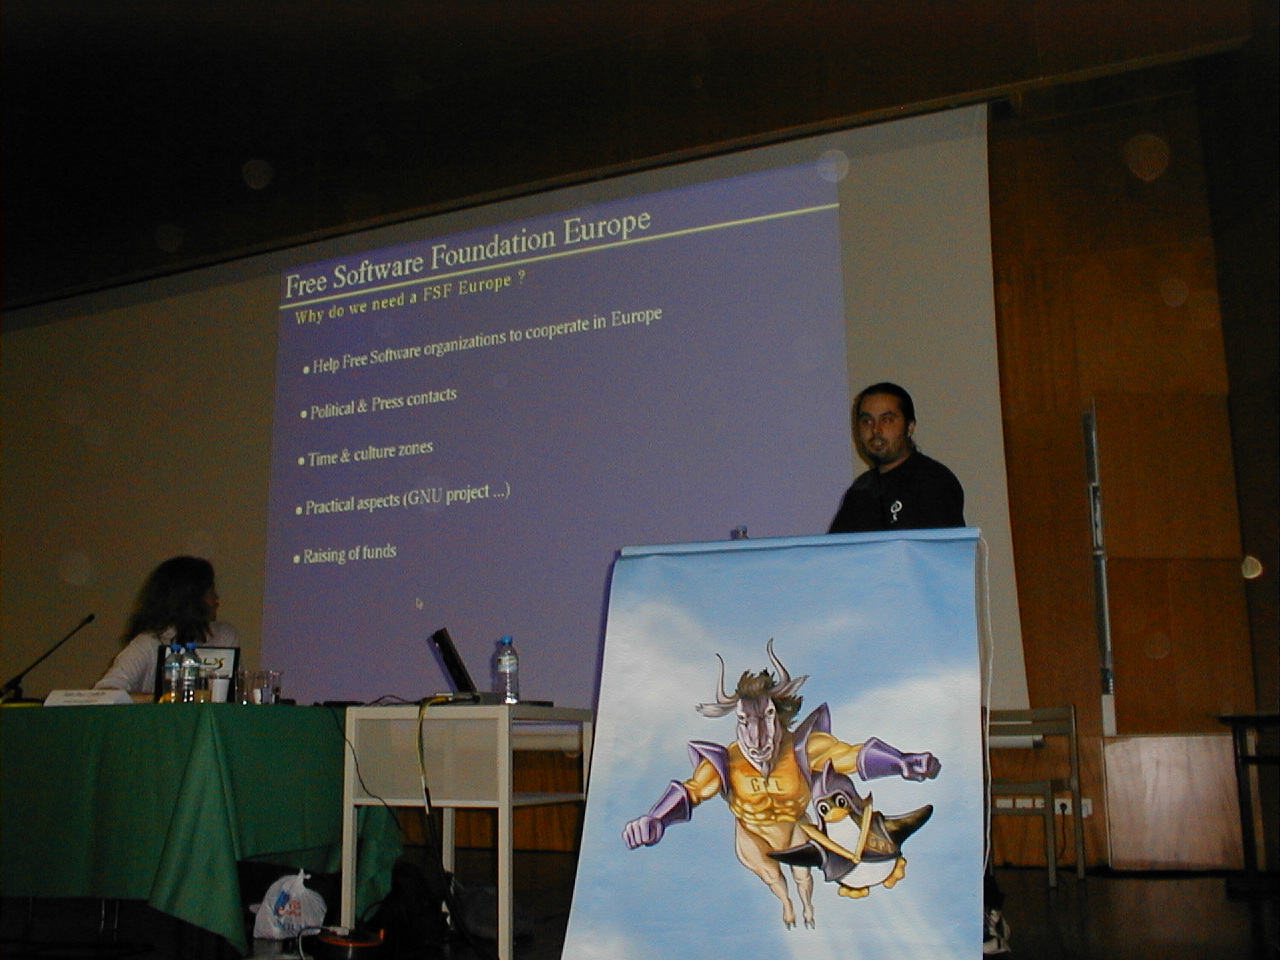 Free Software Foundation Europe
Why do we need a FSF Europe ?
• Help Free Software organizations to cooperate in Europe
• Political & Press contacts
• Time & culture zones
• Practical aspects (GNU project ...)
• Raising of funds